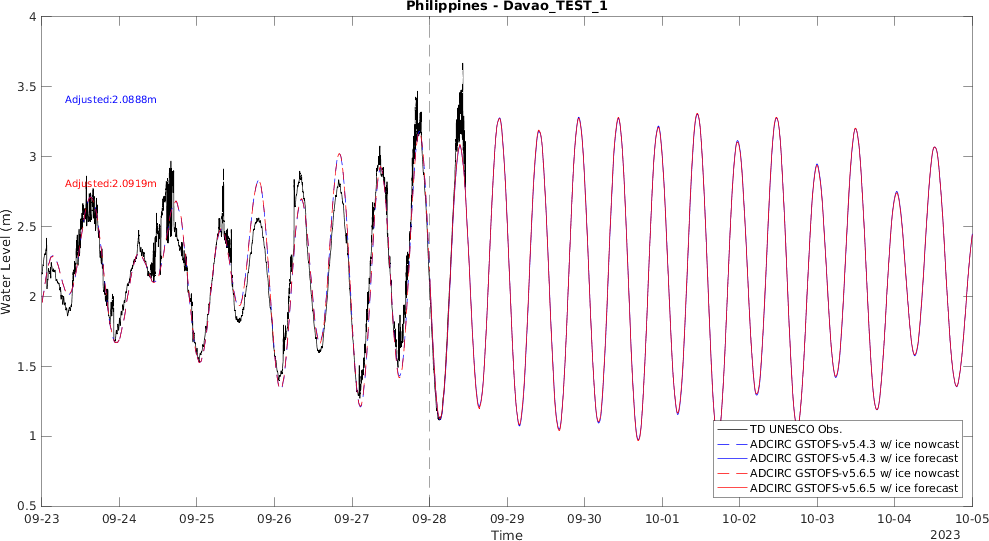 Philippines - Davao_TEST_1
4
3.5
3
2.5
2
1.5
1
0.5
Water Level (m)
Adjusted:2.0888m
Adjusted:2.0919m
TD UNESCO Obs.
ADCIRC GSTOFS-v5.4.3 w/ ice nowcast
ADCIRC GSTOFS-v5.4.3 w/ ice forecast
ADCIRC GSTOFS-v5.6.5 w/ ice nowcast
ADCIRC GSTOFS-v5.6.5 w/ ice forecast
09-23 09-24 09-25 09-26 09-27 09-28 09-29 09-30 10-01 10-02 10-03 10-04 10-05
Time
2023